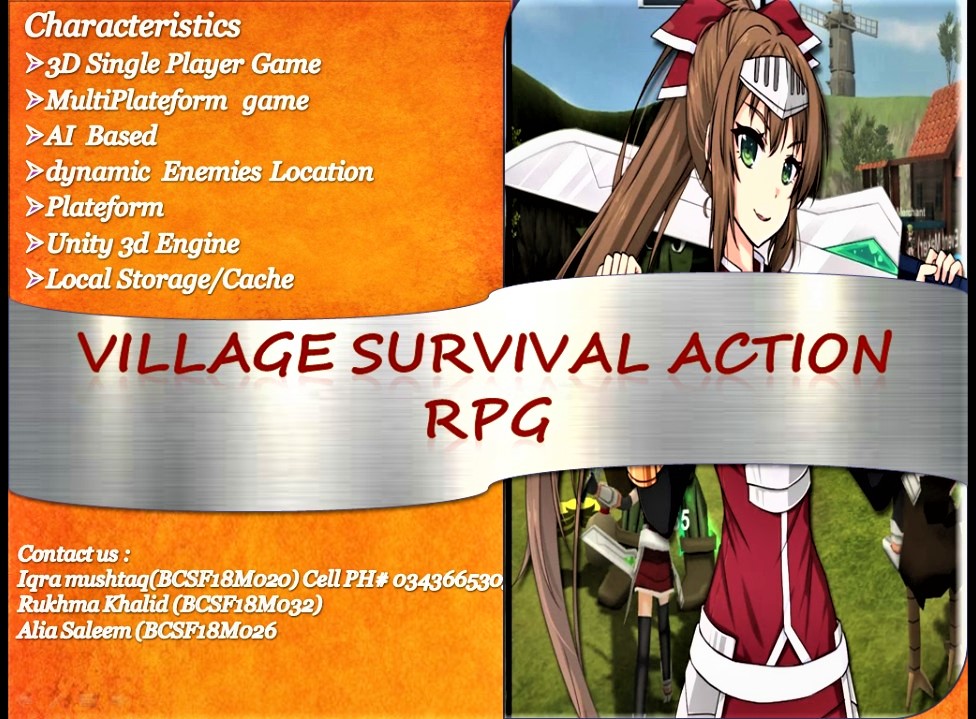 Characteristics
3D Single Player Game
MultiPlateform game
AI Based
dynamic Enemies Location
Plateform
Unity 3d Engine
Local Storage/Cache
VILLAGE SURVIVAL ACTION
RPG
Contact us :
Iqra mushtaq(BCSF18M020) Cell PH# 034366530
Rukhma Khalid (BCSF18M032)
Alia Saleem (BCSF18M026
5